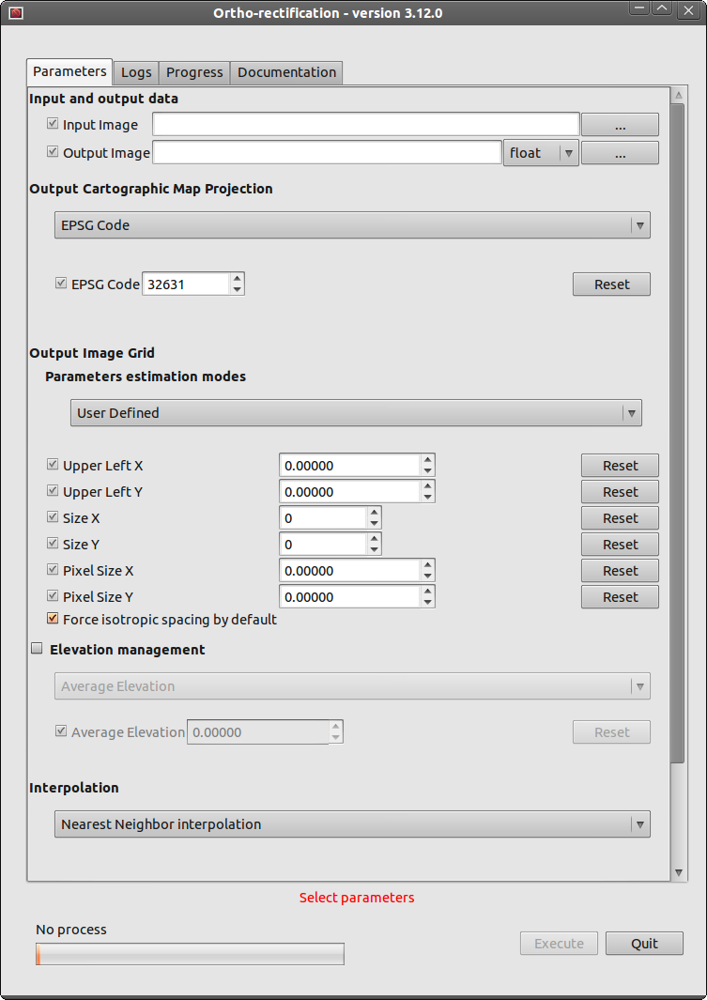 Ortho-rectification - version 3.12.0
Parameters Logs Progress Documentation
Input and output data
Input Image ...
Output Image float ...
Output Cartographic Map Projection
EPSG Code
EPSG Code 32631 Reset
Output Image Grid
Parameters estimation modes
User Defined
Upper Left X 0.00000 Reset
Upper Left Y 0.00000 Reset
Size X 0 Reset
Size Y 0 Reset
Pixel Size X 0.00000 Reset
Pixel Size Y 0.00000 Reset
Force isotropic spacing by default
Elevation management
Average Elevation
Average Elevation 0.00000 Reset
Interpolation
Nearest Neighbor interpolation
Select parameters
No process
Execute Quit